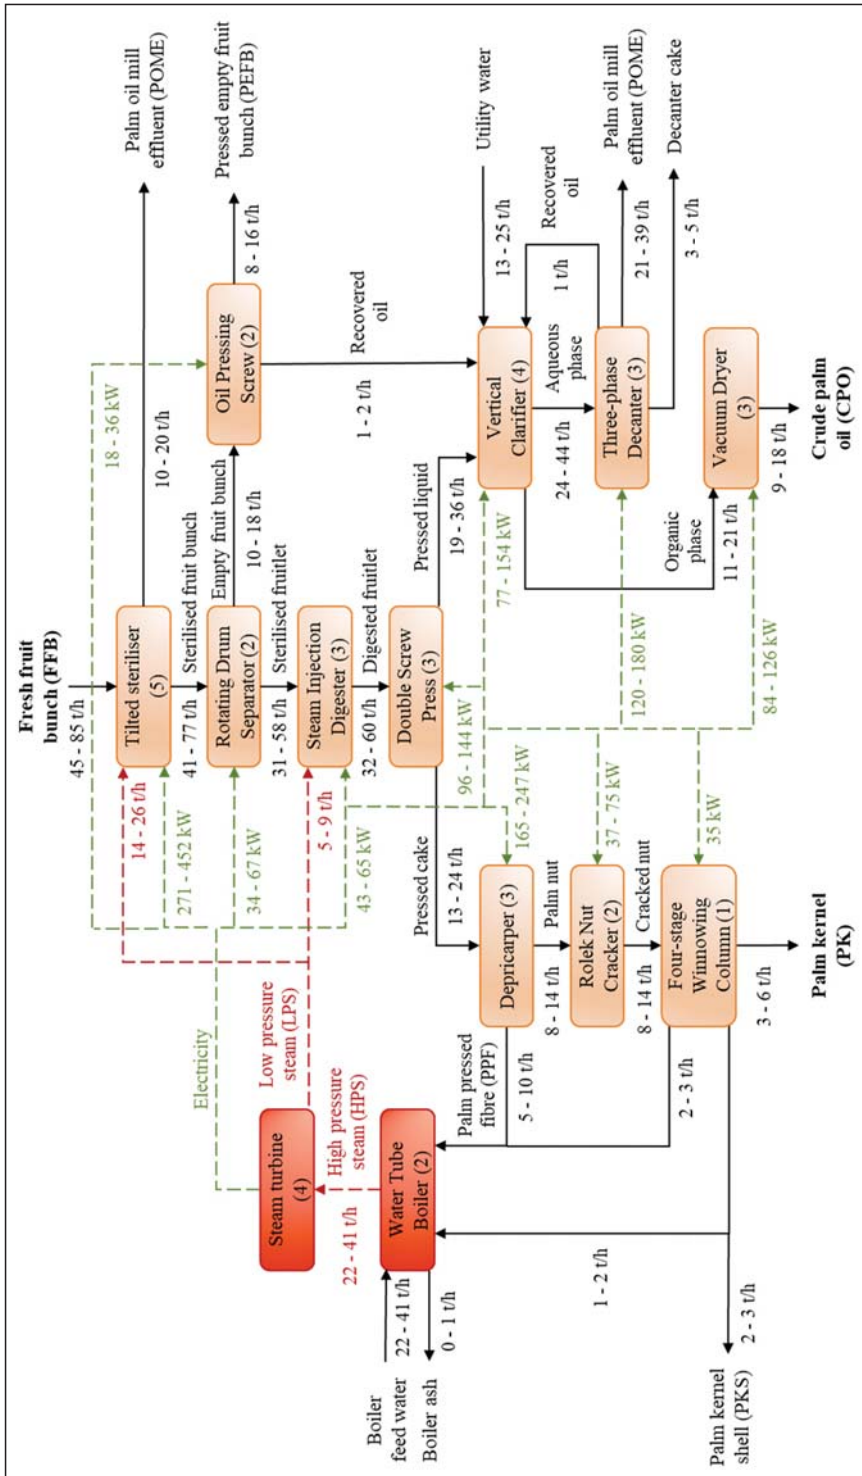 Fresh fruit
bunch (FFB)
45 - 85 t/h
Tilted steriliser
(5)
10 - 20 t/h
Palm oil mill
effluent (POME)
14 - 26 t/h
271 - 452 kW
Sterilised fruit bunch
41 - 77 t/h
Rotating Drum
Separator (2)
34 - 67 kW
Empty fruit bunch
10 - 18 t/h
18 - 36 kW
Oil Pressing
Screw (2)
8 - 16 t/h
Pressed empty fruit
bunch (PEFB)
Sterilised fruitlet
31 - 58 t/h
Steam Injection
Digester (3)
5 - 9 t/h
43 - 65 kW
Digested fruitlet
32 - 60 t/h
Double Screw
Press (3)
96 - 144 kW
Pressed cake
13 - 24 t/h
Pressed liquid
19 - 36 t/h
Recovered
oil
1 - 2 t/h
Utility water
13 - 25 t/h
Vertical
Clarifier (4)
77 - 154 kW
Aqueous
phase
24 - 44 t/h
Recovered
oil
1 t/h
Three-phase
Decanter (3)
120 - 180 kW
21 - 39 t/h
Palm oil mill
effluent (POME)
3 - 5 t/h
Decanter cake
Organic
phase
11 - 21 t/h
Vacuum Dryer
(3)
84 - 126 kW
9 - 18 t/h
Crude palm
oil (CPO)
Electricity
Steam turbine
(4)
Low pressure
steam (LPS)
High pressure
steam (HPS)
22 - 41 t/h
Water Tube
Boiler (2)
Boiler
feed water
22 - 41 t/h
Boiler ash
0 - 1 t/h
Palm pressed
fibre (PPF)
5 - 10 t/h
Depricarper (3)
165 - 247 kW
Palm nut
8 - 14 t/h
Rolek Nut
Cracker (2)
37 - 75 kW
Cracked nut
8 - 14 t/h
Four-stage
Winnowing
Column (1)
35 kW
2 - 3 t/h
1 - 2 t/h
2 - 3 t/h
Palm kernel
shell (PKS)
3 - 6 t/h
Palm kernel
(PK)